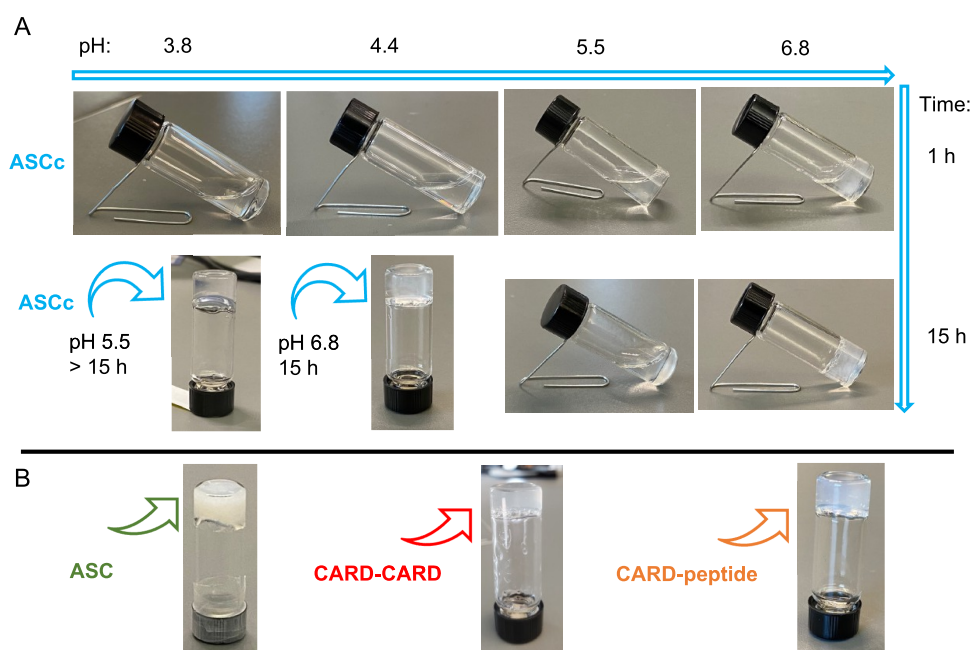 A
pH: 3.8 4.4 5.5 6.8
Time:
ASCc
1 h
ASCc
pH 5.5
> 15 h
pH 6.8
15 h
15 h
B
ASC
CARD-CARD
CARD-peptide